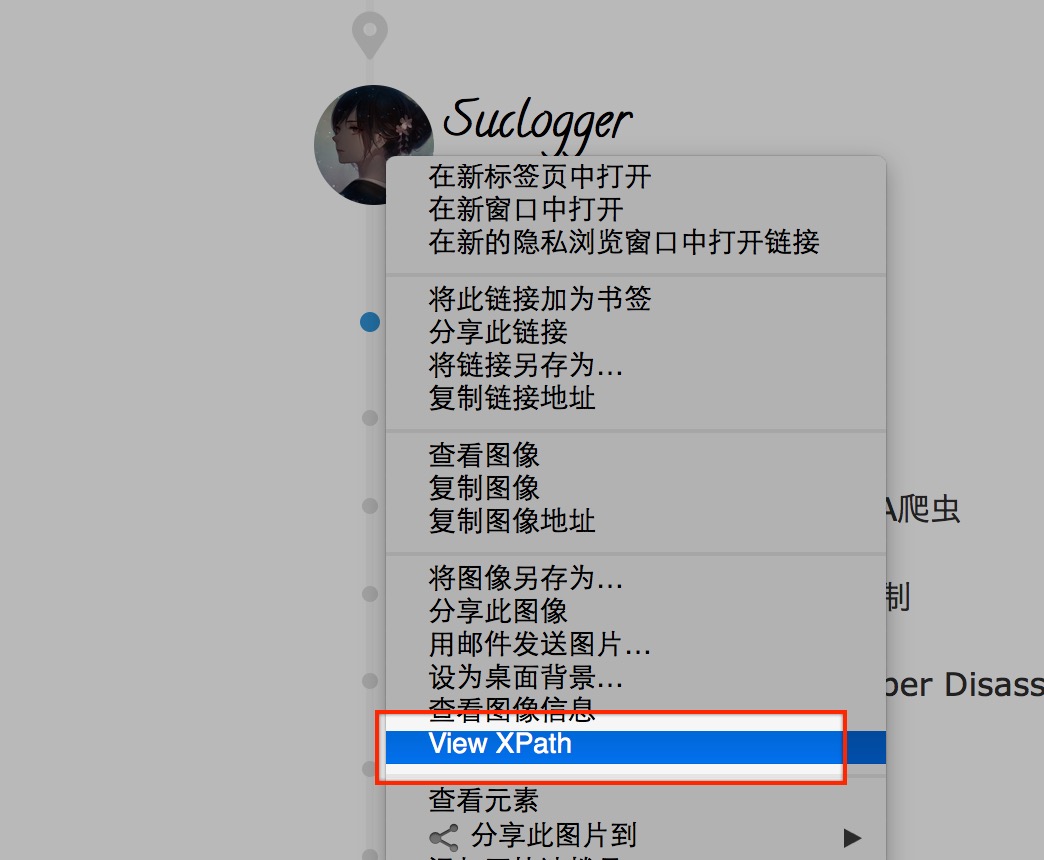 Suclogger
在新标签页中打开
在新窗口中打开
在新的隐私浏览窗口中打开链接
将此链接加为书签
分享此链接
将链接另存为...
复制链接地址
查看图像
复制图像
复制图像地址
A爬虫
将图像另存为...
制
分享此图像
用邮件发送图片...
设为桌面背景...
per Disass
查看图像信息
View XPath
查看元素
分享此图片到